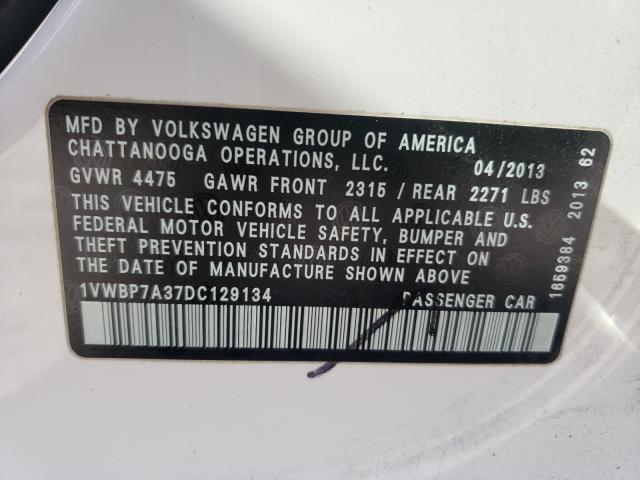 MFD BY VOLKSWAGEN GROUP OF AMERICA
CHATTANOOGA OPERATIONS, LLC. 04/2013
GVWR 4475 GAWR FRONT 2315 / REAR 2271 LBS
THIS VEHICLE CONFORMS TO ALL APPLICABLE U.S.
FEDERAL MOTOR VEHICLE SAFETY, BUMPER AND
THEFT PREVENTION STANDARDS IN EFFECT ON
THE DATE OF MANUFACTURE SHOWN ABOVE
1VWBP7A37DC129134 PASSENGER CAR
1659384 2013 62